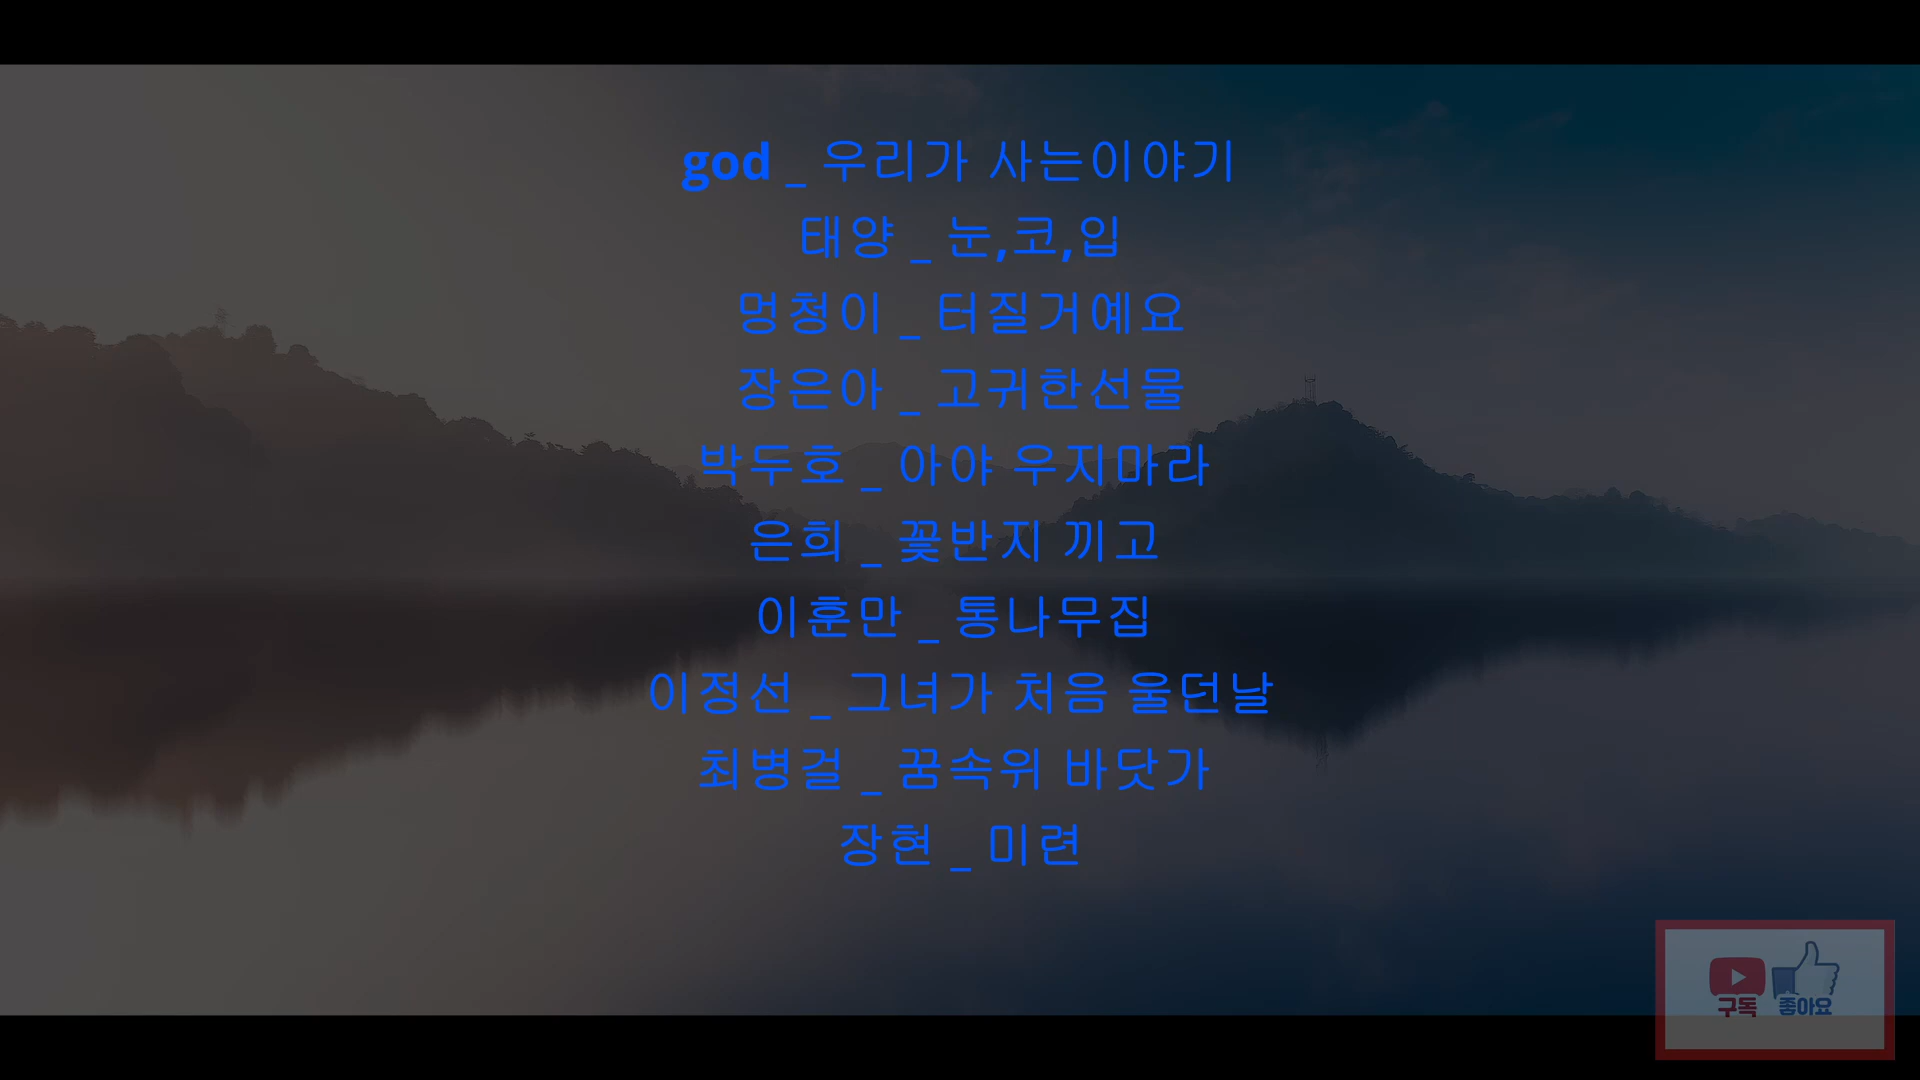 god _ 우리가 사는이야기
태양 _ 눈,코,입
멍청이 _ 터질거예요
장은아 _ 고귀한선물
박두호 _ 아야 우지마라
은희 _ 꽃반지 끼고
이훈만 _ 통나무집
이정선 _ 그녀가 처음 울던날
최병걸 _ 꿈속위 바닷가
장현 _ 미련
구독 좋아요